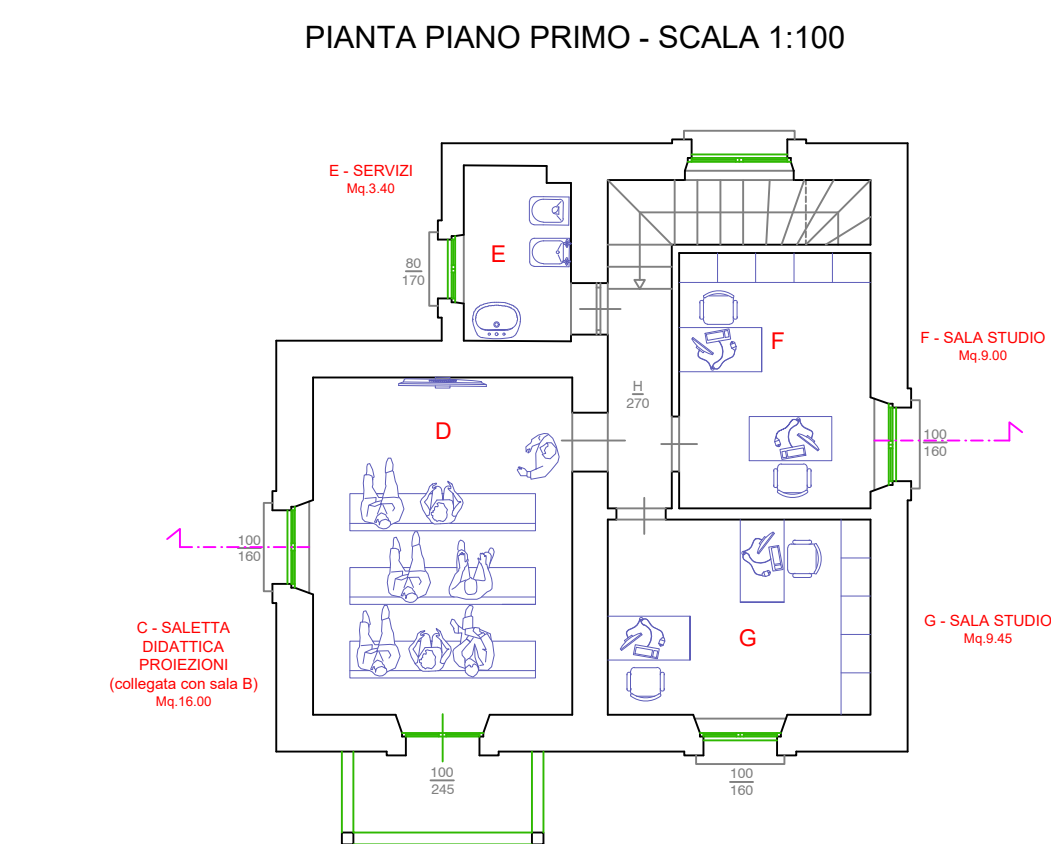 PIANTA PIANO PRIMO - SCALA 1:100
E - SERVIZI
Mq.3.40
E
80
170
F
F - SALA STUDIO
Mq.9.00
H
270
D
100
160
100
160
C - SALETTA
DIDATTICA
PROIEZIONI
(collegata con sala B)
Mq.16.00
G
G - SALA STUDIO
Mq.9.45
100
245
100
160